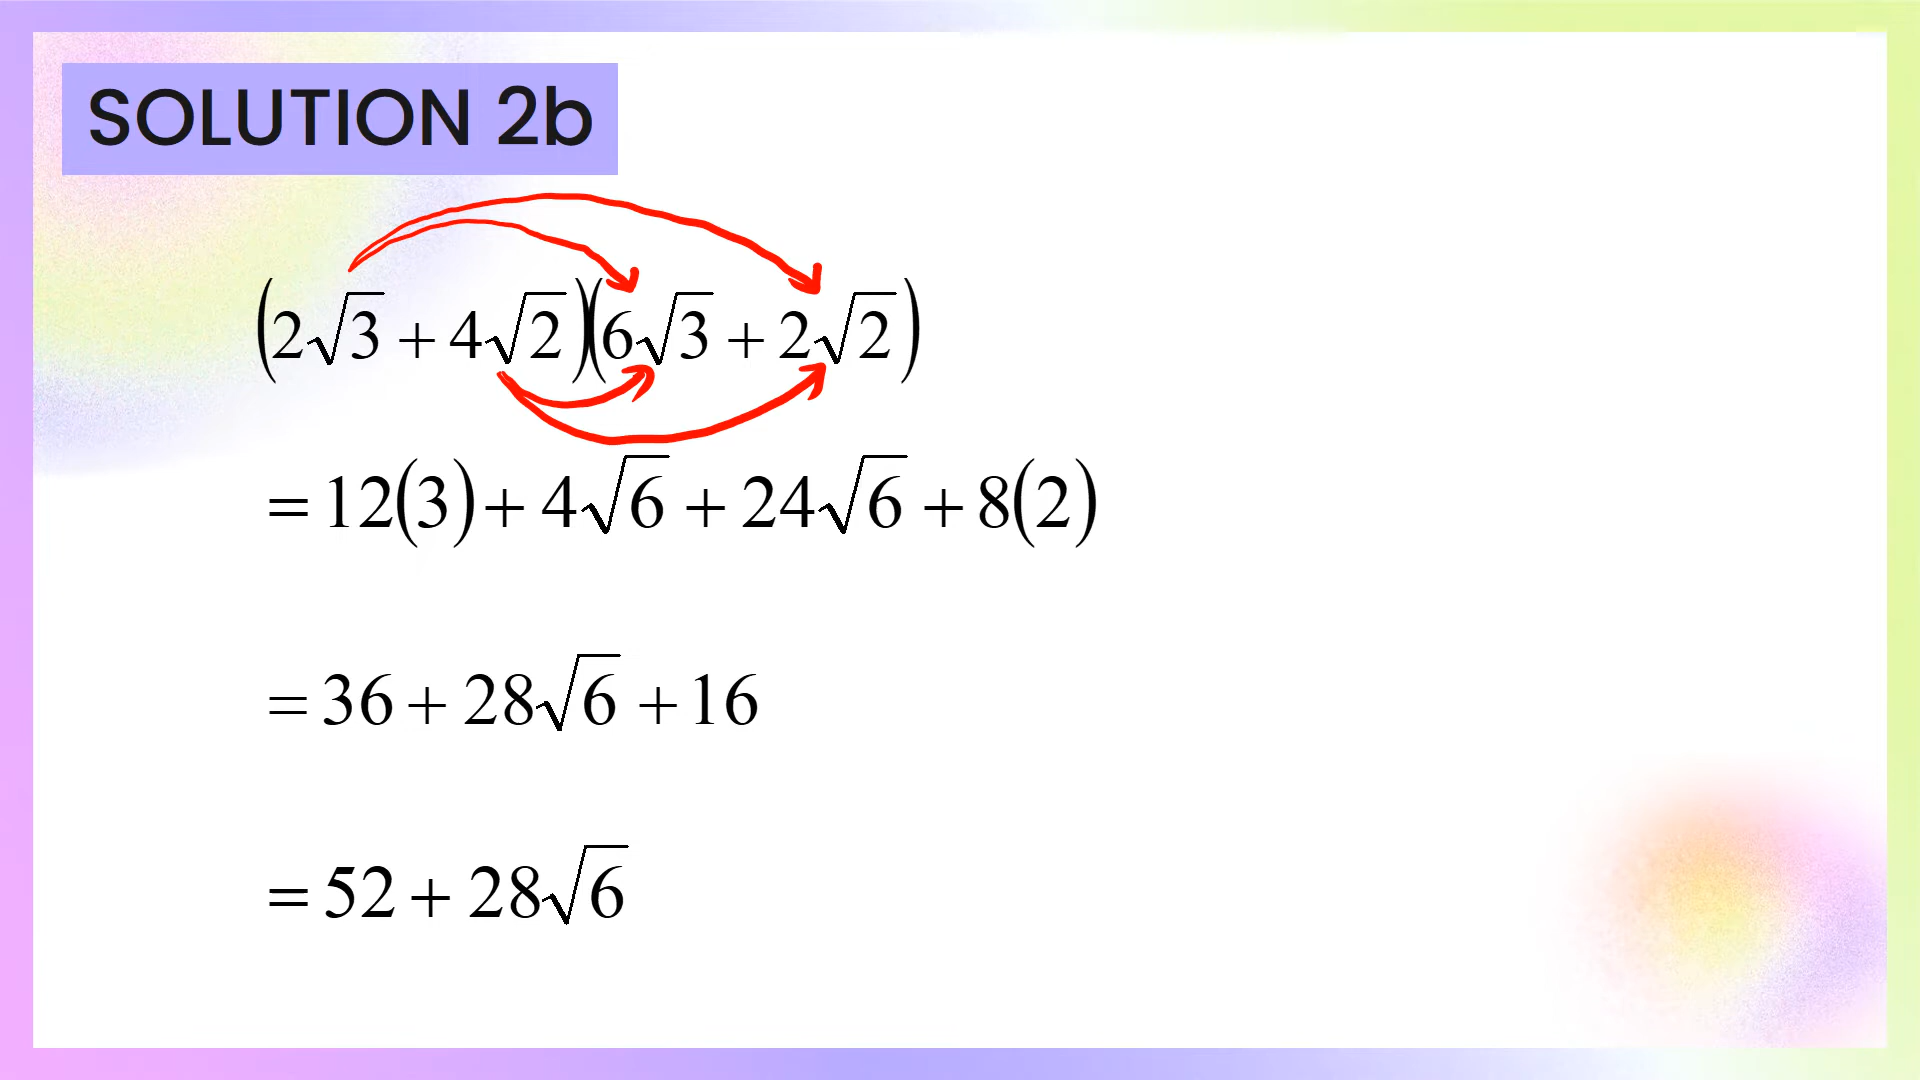 SOLUTION 2b
(2√3 + 4√2)(6√3 + 2√2)
= 12(3) + 4√6 + 24√6 + 8(2)
= 36 + 28√6 + 16
= 52 + 28√6